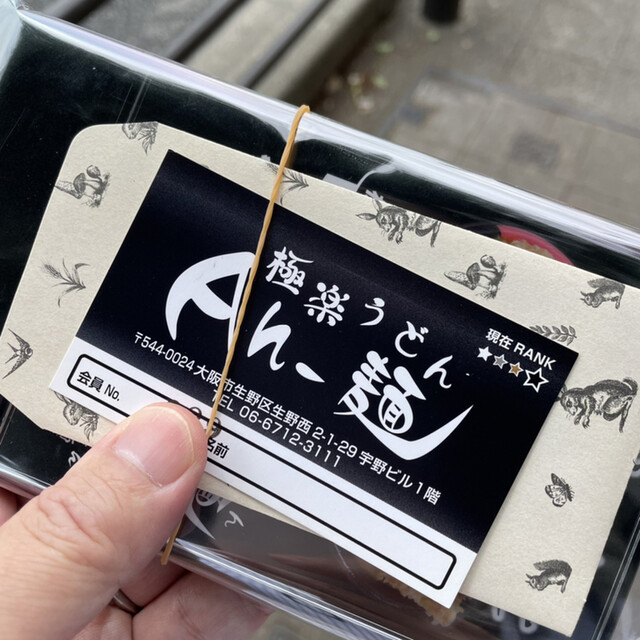 極楽うどん
Aん-麺
現在 RANK
〒544-0024 大阪市生野区生野西 2-1-29 宇野ビル1階
TEL 06-6712-3111
会員 No.
名前